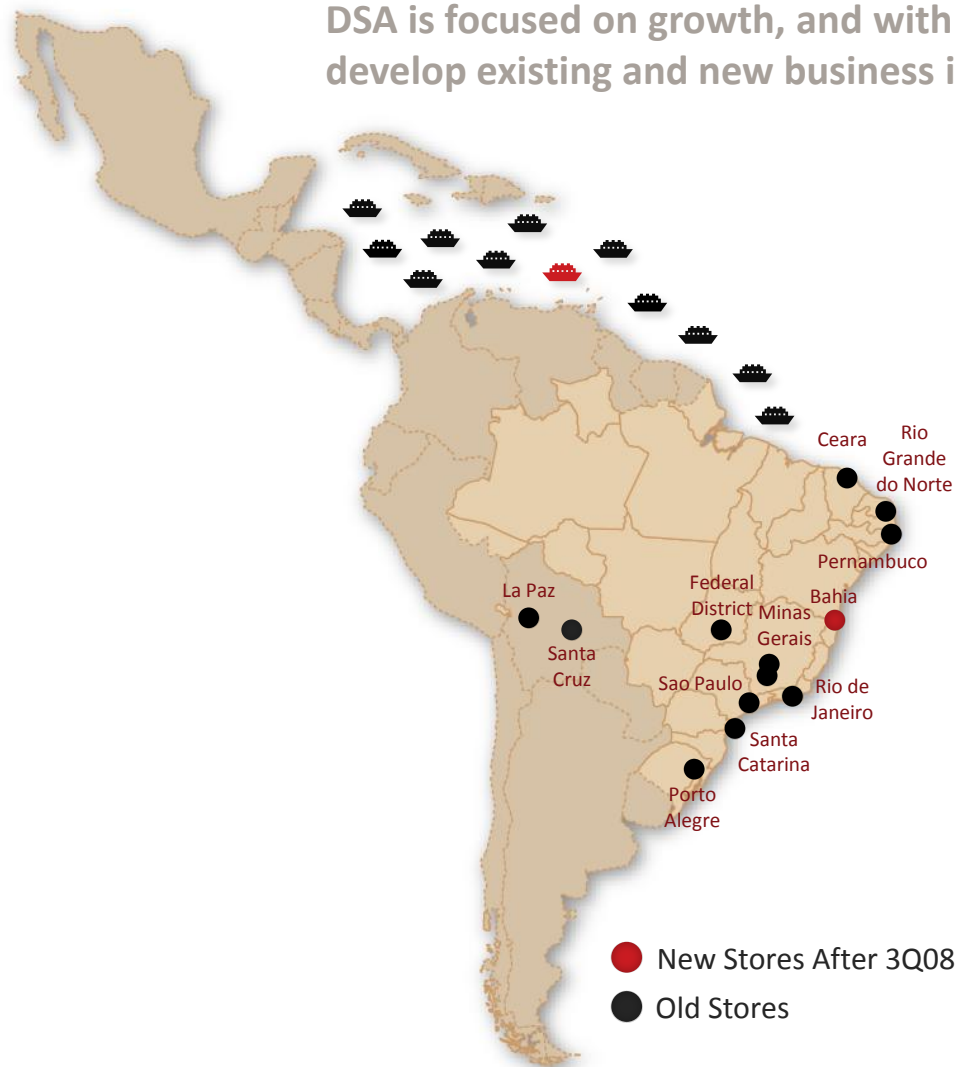 DSA is focused on growth, and with
develop existing and new business i
Ceara
Rio
Grande
do Norte
Pernambuco
Bahia
Federal
District
Minas
Gerais
La Paz
Santa
Cruz
Sao Paulo
Rio de
Janeiro
Santa
Catarina
Porto
Alegre
New Stores After 3Q08
Old Stores